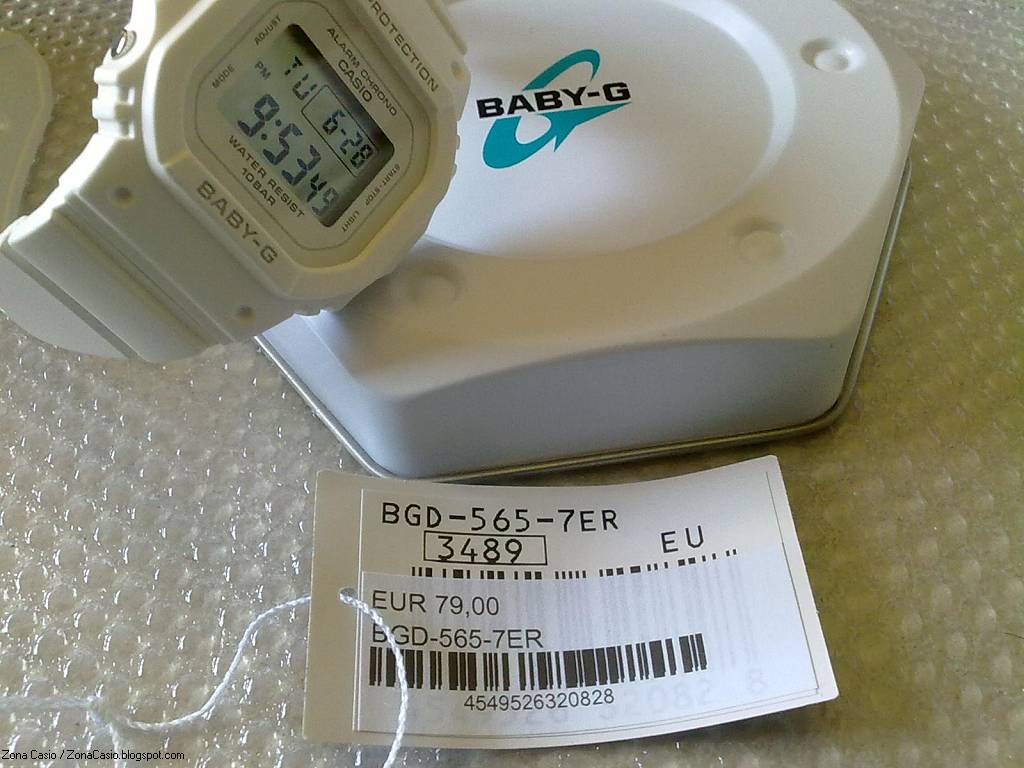 PROTECTION
ADJUST
ALARM CHRONO
CASIO
MODE
PM
TU 6-28
9:53 49
START·STOP
LIGHT
WATER RESIST
10BAR
BABY-G
BABY-G
BGD-565-7ER
3489
EU
EUR 79,00
BGD-565-7ER
4549526320828
Zona Casio / ZonaCasio.blogspot.com